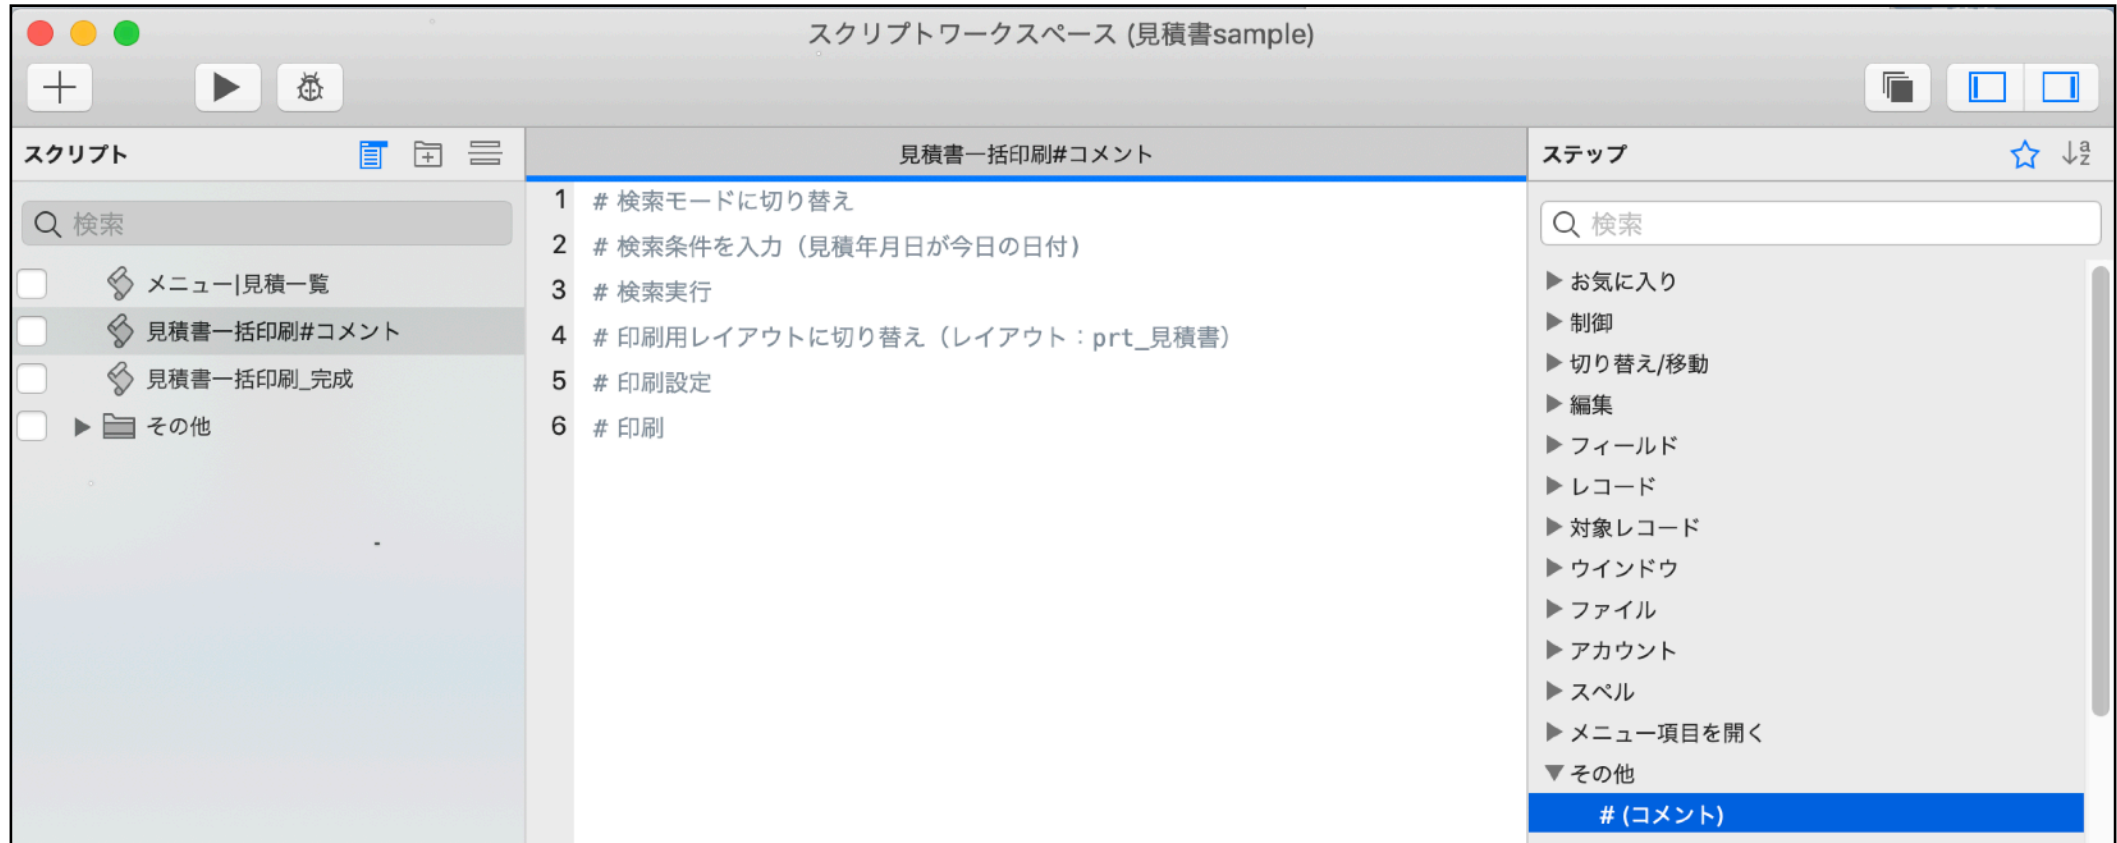 スクリプトワークスペース (見積書sample)
スクリプト
検索
メニュー|見積一覧
見積書一括印刷#コメント
見積書一括印刷_完成
その他
見積書一括印刷#コメント
1 # 検索モードに切り替え
2 # 検索条件を入力（見積年月日が今日の日付)
3 # 検索実行
4 # 印刷用レイアウトに切り替え（レイアウト：prt_見積書）
5 # 印刷設定
6 # 印刷
ステップ
検索
お気に入り
制御
切り替え/移動
編集
フィールド
レコード
対象レコード
ウインドウ
ファイル
アカウント
スペル
メニュー項目を開く
その他
# (コメント)